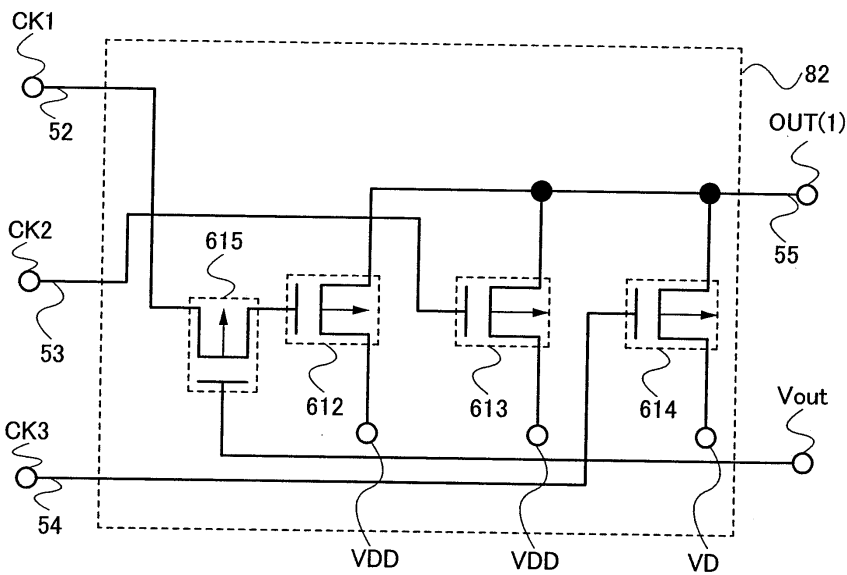 CK1
52
82
OUT(1)
55
CK2
53
615
612
613
614
Vout
CK3
54
VDD
VDD
VD